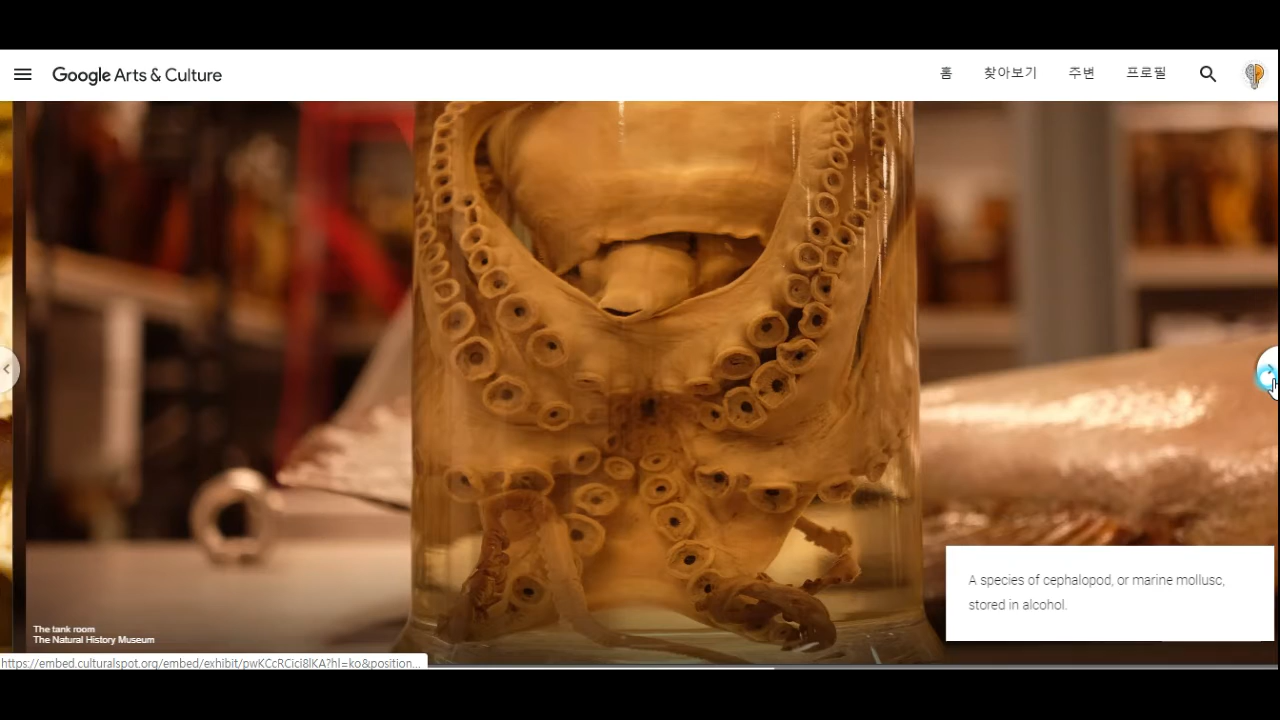 Google Arts & Culture
홈 찾아보기 주변 프로필
A species of cephalopod, or marine mollusc,
stored in alcohol.
The tank room
The Natural History Museum
https://embed.culturalspot.org/embed/exhibit/pwKCcRCici8lKA?hl=ko&position...